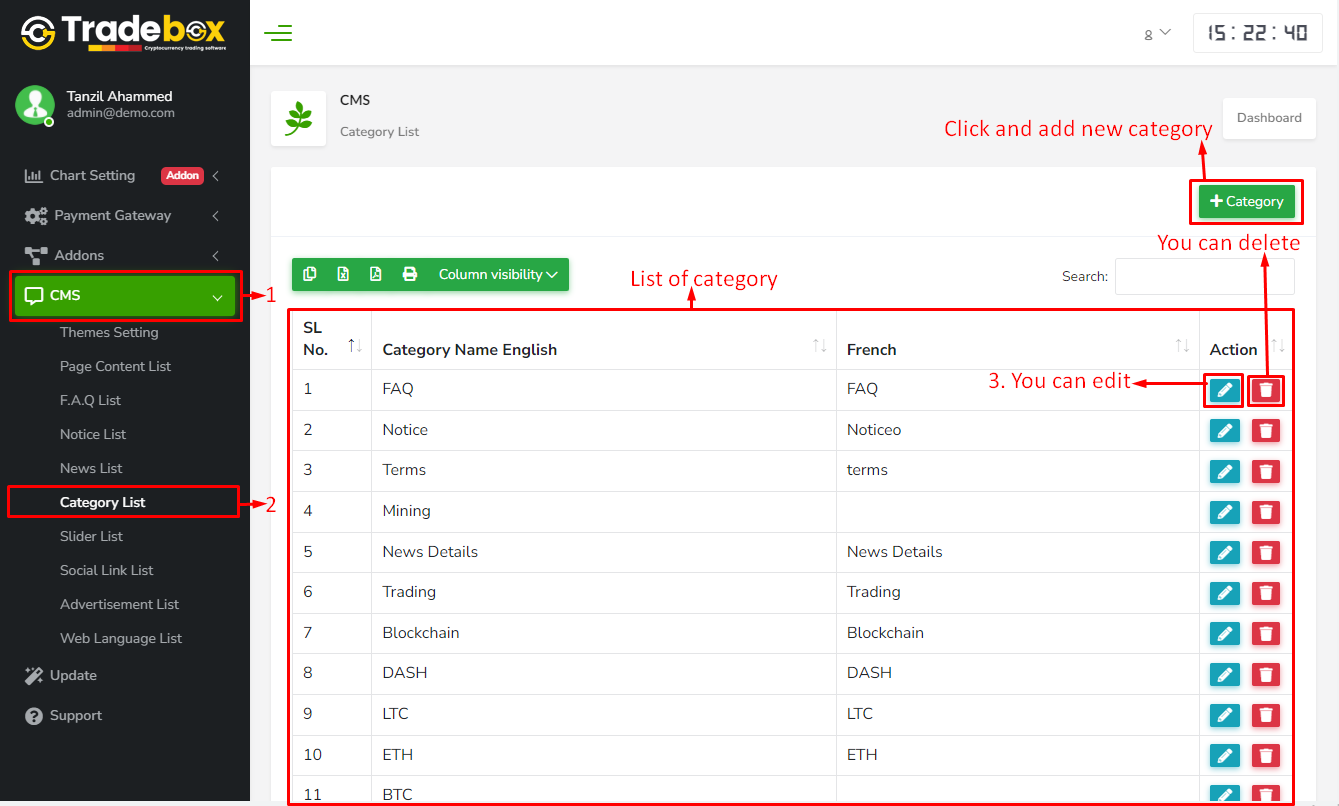 Tradebox
Cryptocurrency trading software
15:22:40
Tanzil Ahammed
admin@demo.com
CMS
Category List
Dashboard
Click and add new category
Chart Setting Addon
Payment Gateway
Addons
CMS
1
Themes Setting
Page Content List
F.A.Q List
Notice List
News List
Category List
2
Slider List
Social Link List
Advertisement List
Web Language List
Update
Support
+ Category
You can delete
Column visibility
List of category
Search:
SL No. Category Name English French Action
3. You can edit
1 FAQ FAQ
2 Notice Noticeo
3 Terms terms
4 Mining
5 News Details News Details
6 Trading Trading
7 Blockchain Blockchain
8 DASH DASH
9 LTC LTC
10 ETH ETH
11 BTC